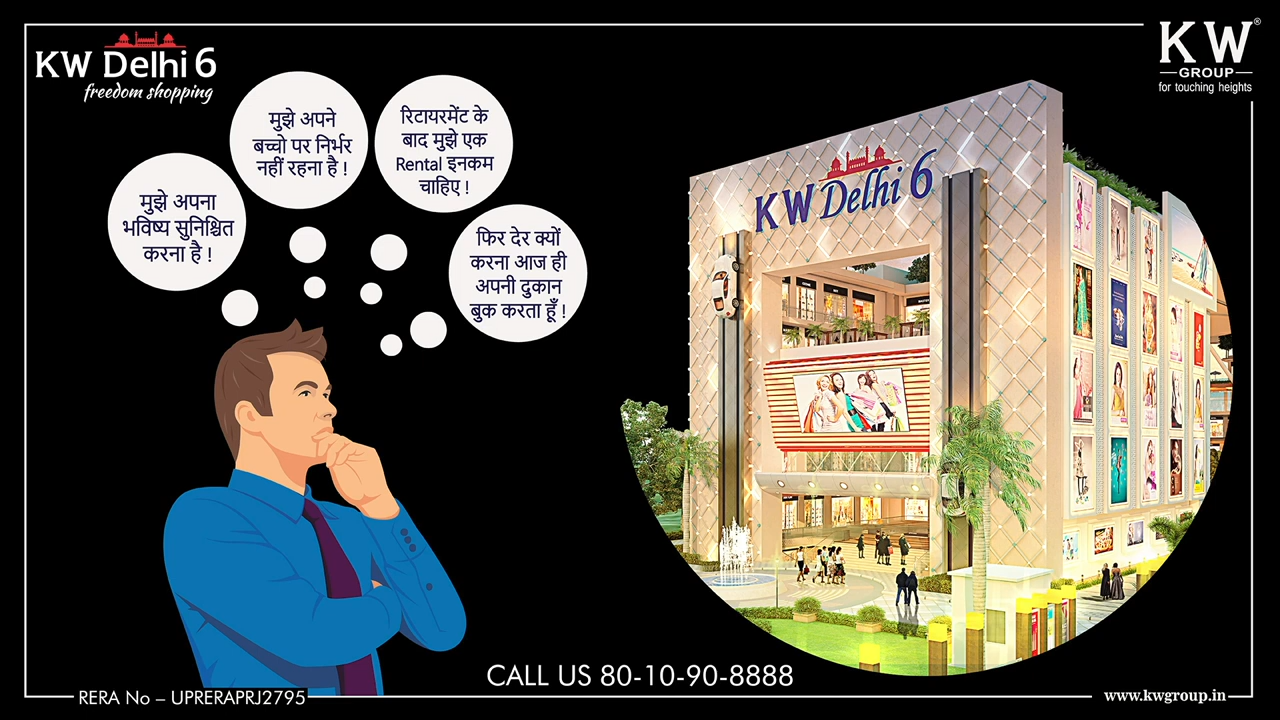 KW Delhi 6
freedom shopping
KW®
GROUP
for touching heights
मुझे अपना
भविष्य सुनिश्चित
करना है !
मुझे अपने
बच्चो पर निर्भर
नहीं रहना है !
रिटायरमेंट के
बाद मुझे एक
Rental इनकम
चाहिए !
फिर देर क्यों
करना आज ही
अपनी दुकान
बुक करता हूँ !
KW Delhi 6
CALL US 80-10-90-8888
RERA No – UPRERAPRJ2795
www.kwgroup.in